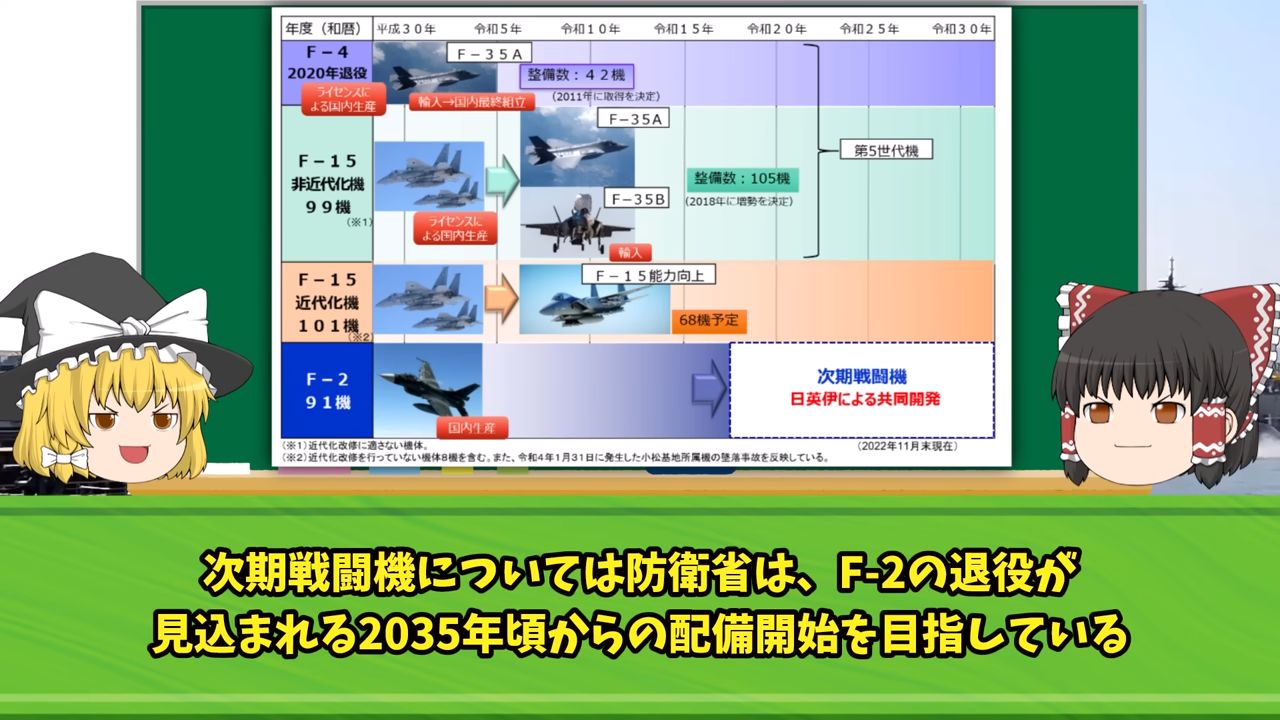 年度（和暦） 平成３０年 令和５年 令和１０年 令和１５年 令和２０年 令和２５年 令和３０年
Ｆ－４
2020年退役
ライセンスに
よる国内生産
Ｆ－３５Ａ
整備数：４２機
(2011年に取得を決定)
輸入→国内最終組立
Ｆ－１５
非近代化機
９９機
(※1)
ライセンスに
よる国内生産
Ｆ－35Ａ
Ｆ－35Ｂ
輸入
整備数：105機
(2018年に増勢を決定)
第5世代機
Ｆ－１５
近代化機
１０１機
(※2)
Ｆ－１５能力向上
68機予定
Ｆ－２
９１機
国内生産
次期戦闘機
日英伊による共同開発
（※１）近代化改修に適さない機体。
（2022年11月末現在）
（※２）近代化改修を行っていない機体8機を含む。また、令和4年1月31日に発生した小松基地所属機の墜落事故を反映している。
次期戦闘機については防衛省は、F-2の退役が
見込まれる2035年頃からの配備開始を目指している